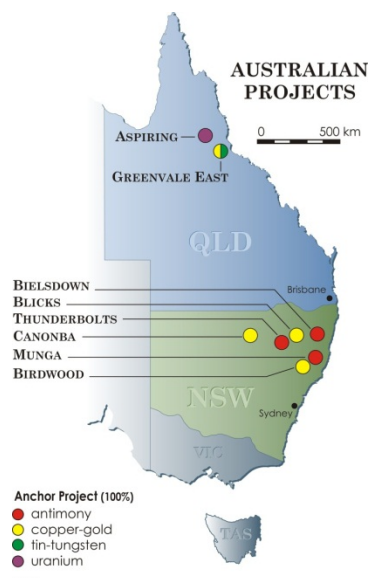 AUSTRALIAN
PROJECTS
0 500 km
ASPIRING
GREENVALE EAST
QLD
BIELSDOWN
Brisbane
BLICKS
THUNDERBOLTS
CANONBA
MUNGA
BIRDWOOD
NSW
Sydney
VIC
Anchor Project (100%)
antimony
copper-gold
tin-tungsten
uranium
TAS